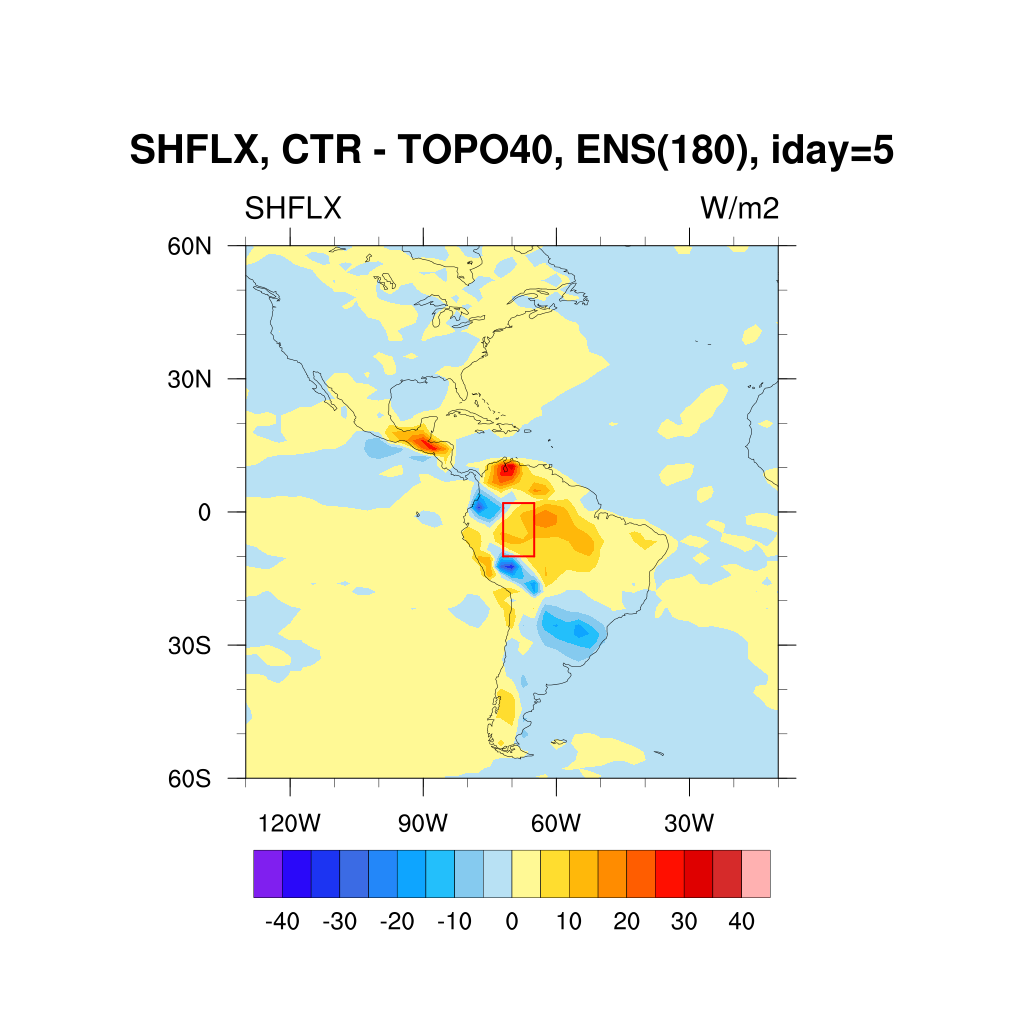 SHFLX, CTR - TOPO40, ENS(180), iday=5
SHFLX W/m2
60N
30N
0
30S
60S
120W 90W 60W 30W
-40 -30 -20 -10 0 10 20 30 40